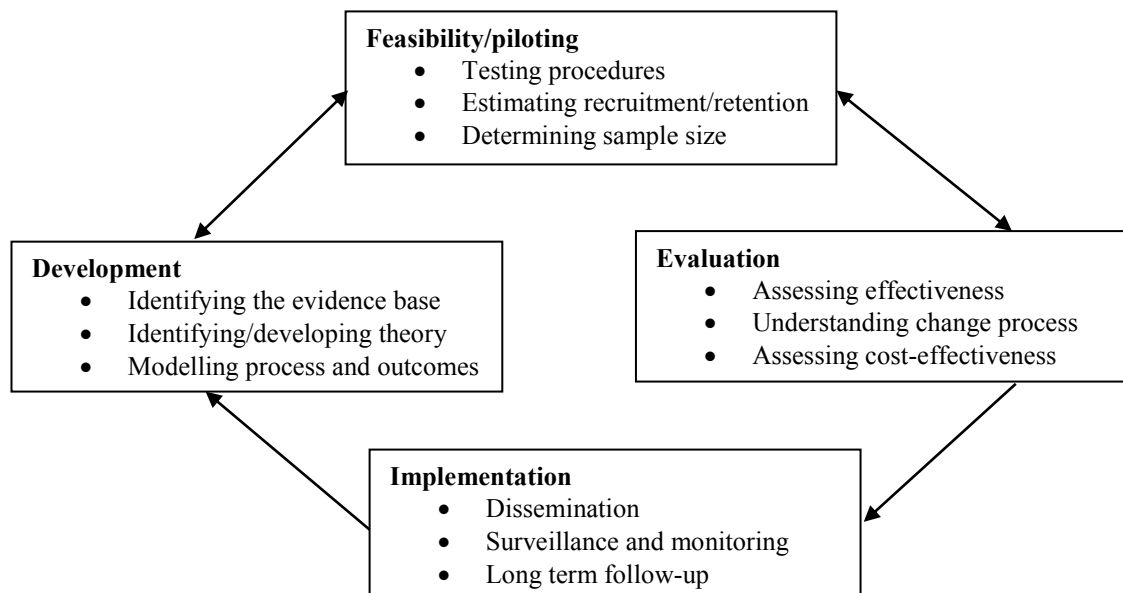 Feasibility/piloting
• Testing procedures
• Estimating recruitment/retention
• Determining sample size
Development
• Identifying the evidence base
• Identifying/developing theory
• Modelling process and outcomes
Evaluation
• Assessing effectiveness
• Understanding change process
• Assessing cost-effectiveness
Implementation
• Dissemination
• Surveillance and monitoring
• Long term follow-up